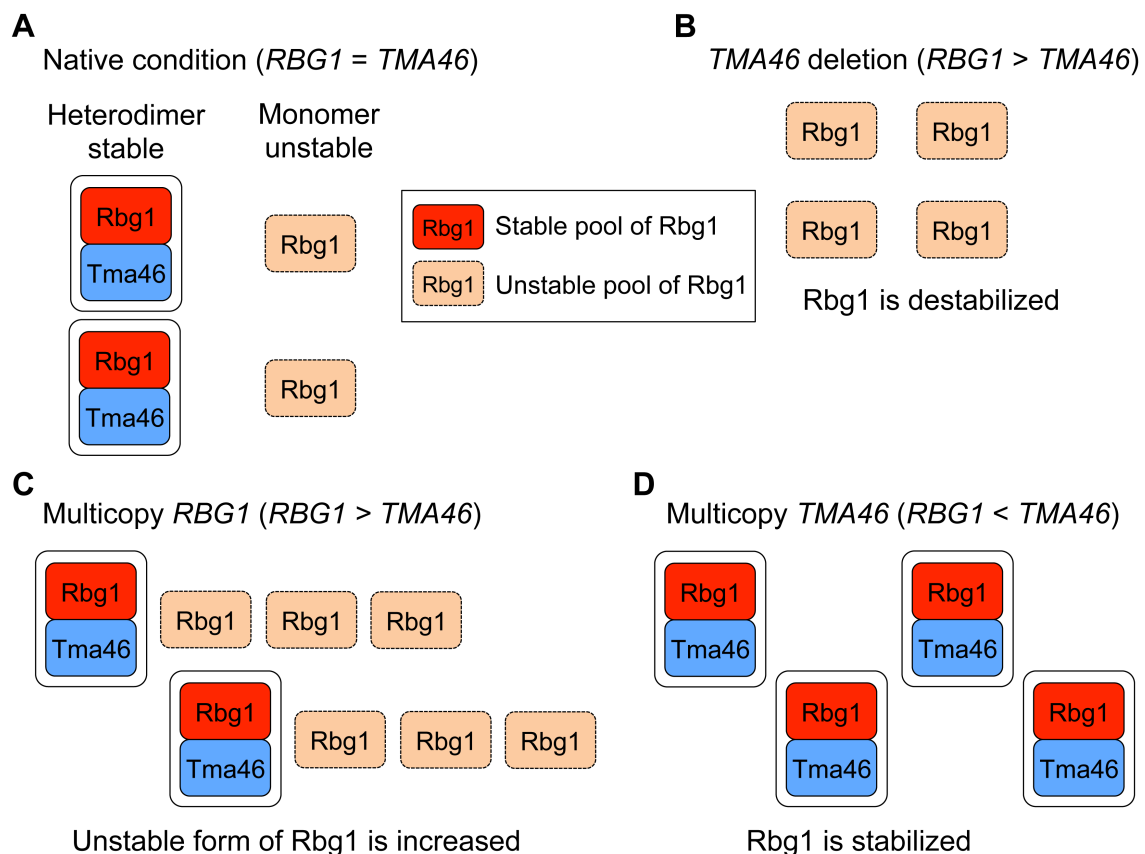 A
Native condition (RBG1 = TMA46)
Heterodimer
stable
Monomer
unstable
Rbg1
Tma46
Rbg1
Rbg1
Tma46
Rbg1
Rbg1 Stable pool of Rbg1
Rbg1 Unstable pool of Rbg1
B
TMA46 deletion (RBG1 > TMA46)
Rbg1 Rbg1
Rbg1 Rbg1
Rbg1 is destabilized
C
Multicopy RBG1 (RBG1 > TMA46)
Rbg1
Tma46
Rbg1 Rbg1 Rbg1
Rbg1
Tma46
Rbg1 Rbg1 Rbg1
Unstable form of Rbg1 is increased
D
Multicopy TMA46 (RBG1 < TMA46)
Rbg1
Tma46
Rbg1
Tma46
Rbg1
Tma46
Rbg1
Tma46
Rbg1 is stabilized